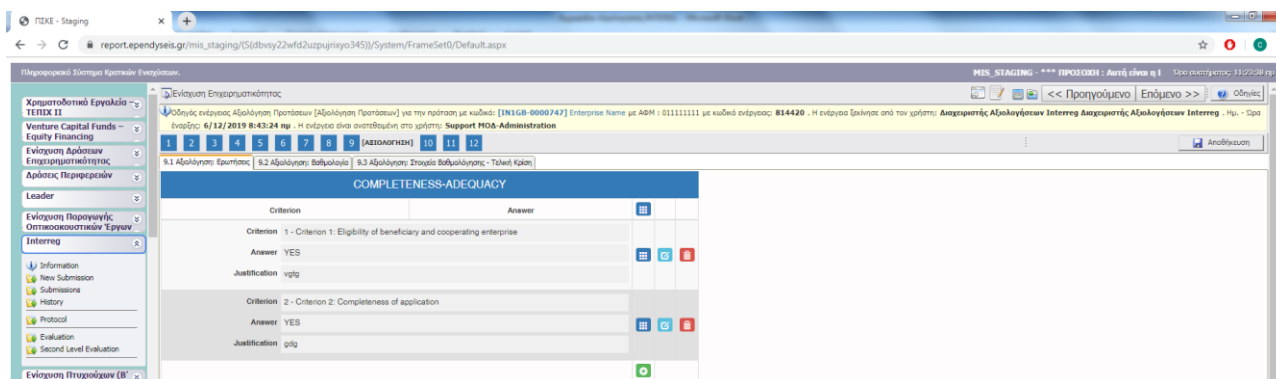 ΠΣΚΕ - Staging
report.ependyseis.gr/mis_staging/(S(dbvsy22wfd2uzpujrixyo345))/System/FrameSet0/Default.aspx
Πληροφοριακό Σύστημα Κρατικών Ενισχύσεων.
MIS_STAGING - *** ΠΡΟΣΟΧΗ : Αυτή είναι η Ι Ώρα συστήματος: 11:23:38 πμ
Ενίσχυση Επιχειρηματικότητας
<< Προηγούμενο Επόμενο >> Οδηγίες
Οδηγός ενέργειας Αξιολόγηση Προτάσεων [Αξιολόγηση Προτάσεων] για την πρόταση με κωδικό: [IN1GB-0000747] Enterprise Name με ΑΦΜ : 011111111 με κωδικό ενέργειας: 814420 . Η ενέργεια ξεκίνησε από τον χρήστη: Διαχειριστής Αξιολογήσεων Interreg Διαχειριστής Αξιολογήσεων Interreg . Ημ. - Ώρα
έναρξης: 6/12/2019 8:43:24 πμ . Η ενέργεια είναι ανατεθειμένη στο χρήστη: Support ΜΟΔ-Administration
1 2 3 4 5 6 7 8 9 [ΑΞΙΟΛΟΓΗΣΗ] 10 11 12
Αποθήκευση
9.1 Αξιολόγηση: Ερωτήσεις 9.2 Αξιολόγηση: Βαθμολογία 9.3 Αξιολόγηση: Στοιχεία Βαθμολόγησης - Τελική Κρίση
Χρηματοδοτικά Εργαλεία –
ΤΕΠΙΧ ΙΙ
Venture Capital Funds –
Equity Financing
Ενίσχυση Δράσεων
Επιχειρηματικότητας
Δράσεις Περιφερειών
Leader
Ενίσχυση Παραγωγής
Οπτικοακουστικών Έργων
Interreg
Information
New Submission
Submissions
History
Protocol
Evaluation
Second Level Evaluation
Ενίσχυση Πτυχιούχων (Β'
COMPLETENESS-ADEQUACY
Criterion Answer
Criterion 1 - Criterion 1: Eligibility of beneficiary and cooperating enterprise
Answer YES
Justification vgtg
Criterion 2 - Criterion 2: Completeness of application
Answer YES
Justification gdg